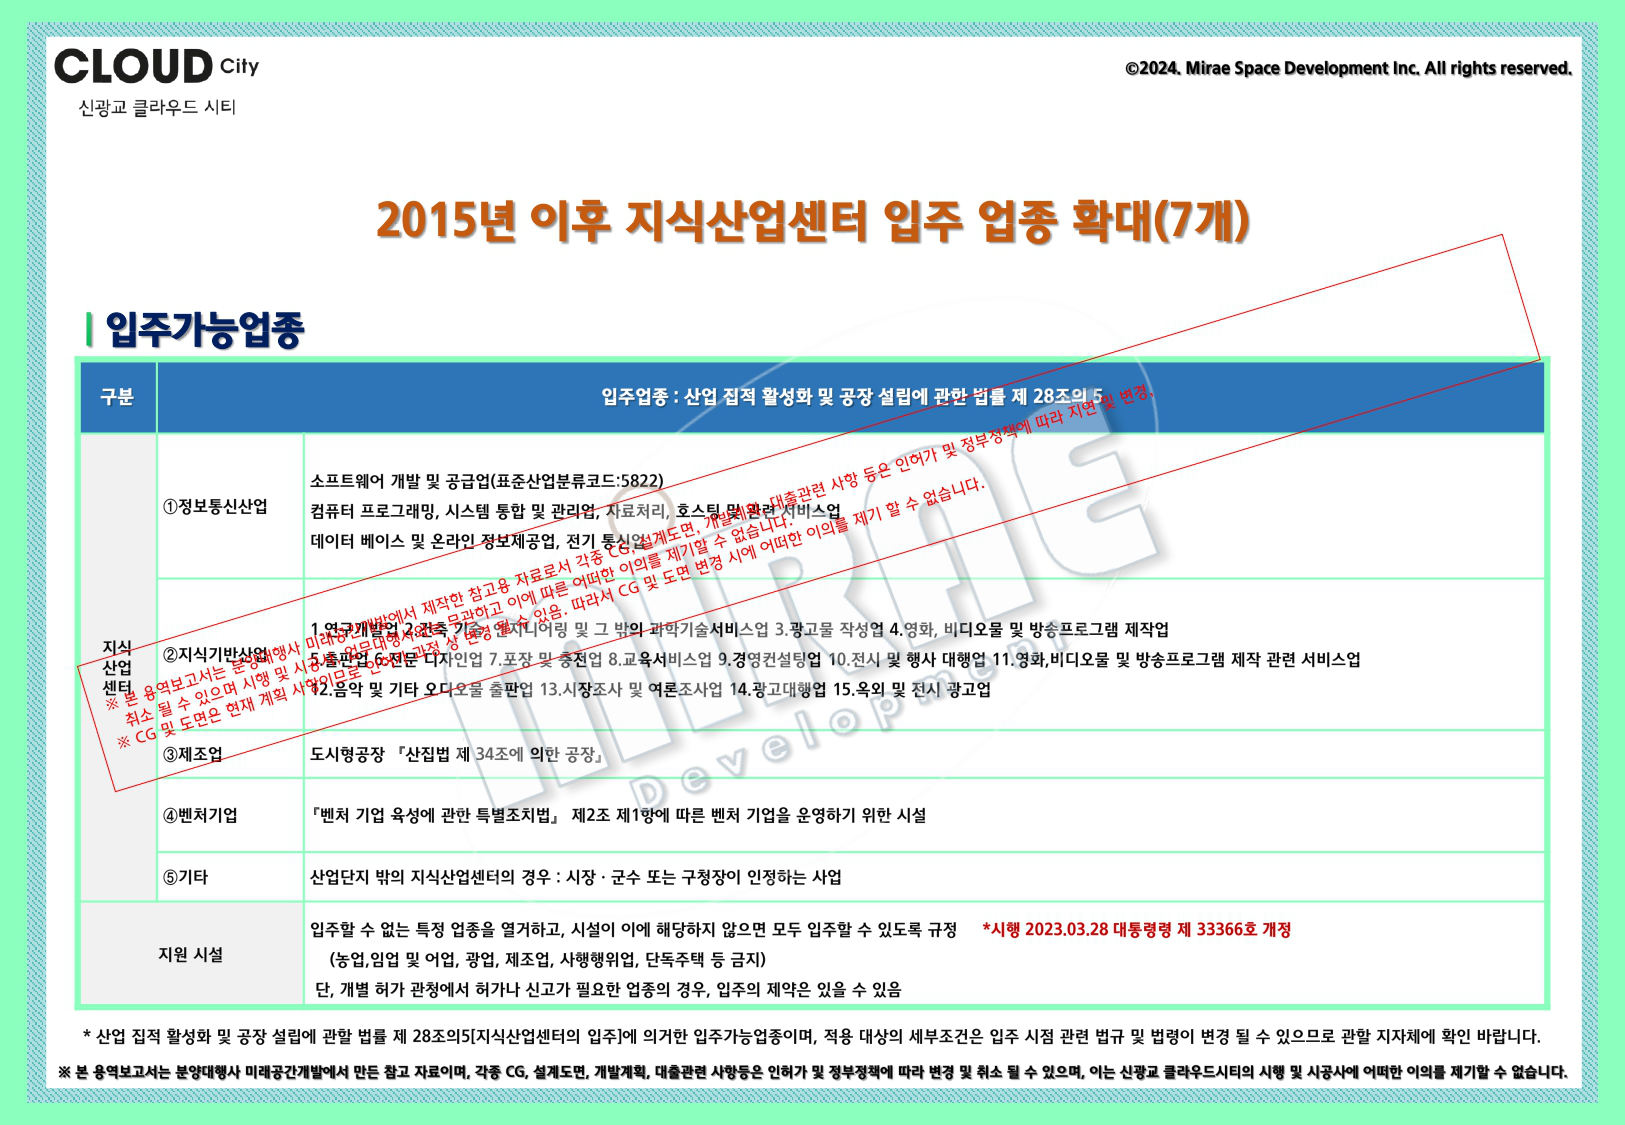 CLOUD City
신광교 클라우드 시티
©2024. Mirae Space Development Inc. All rights reserved.
2015년 이후 지식산업센터 입주 업종 확대(7개)
입주가능업종
구분
입주업종 : 산업 집적 활성화 및 공장 설립에 관한 법률 제 28조의 5
지식
산업
센터
①정보통신산업
소프트웨어 개발 및 공급업(표준산업분류코드:5822)
컴퓨터 프로그래밍, 시스템 통합 및 관리업, 자료처리, 호스팅 및 관련 서비스업
데이터 베이스 및 온라인 정보제공업, 전기 통신업
②지식기반산업
1.연구개발업 2.건축 기술, 엔지니어링 및 그 밖의 과학기술서비스업 3.광고물 작성업 4.영화, 비디오물 및 방송프로그램 제작업
5.출판업 6.전문 디자인업 7.포장 및 충전업 8.교육서비스업 9.경영컨설팅업 10.전시 및 행사 대행업 11.영화,비디오물 및 방송프로그램 제작 관련 서비스업
12.음악 및 기타 오디오물 출판업 13.시장조사 및 여론조사업 14.광고대행업 15.옥외 및 전시 광고업
③제조업
도시형공장 『산집법 제 34조에 의한 공장』
④벤처기업
『벤처 기업 육성에 관한 특별조치법』 제2조 제1항에 따른 벤처 기업을 운영하기 위한 시설
⑤기타
산업단지 밖의 지식산업센터의 경우 : 시장 · 군수 또는 구청장이 인정하는 사업
지원 시설
입주할 수 없는 특정 업종을 열거하고, 시설이 이에 해당하지 않으면 모두 입주할 수 있도록 규정 *시행 2023.03.28 대통령령 제 33366호 개정
(농업,임업 및 어업, 광업, 제조업, 사행행위업, 단독주택 등 금지)
단, 개별 허가 관청에서 허가나 신고가 필요한 업종의 경우, 입주의 제약은 있을 수 있음
※ 본 용역보고서는 분양대행사 미래공간개발에서 제작한 참고용 자료로서 각종 CG, 설계도면, 개발계획, 대출관련 사항 등은 인허가 및 정부정책에 따라 지연 및 변경,
취소 될 수 있으며 시행 및 시공사, 업무대행사와는 무관하고 이에 따른 어떠한 이의를 제기할 수 없습니다.
※ CG 및 도면은 현재 계획 사항이므로 인허가 과정 상 변경 될 수 있음. 따라서 CG 및 도면 변경 시에 어떠한 이의를 제기 할 수 없습니다.
MIRAE
Development
* 산업 집적 활성화 및 공장 설립에 관할 법률 제 28조의5[지식산업센터의 입주]에 의거한 입주가능업종이며, 적용 대상의 세부조건은 입주 시점 관련 법규 및 법령이 변경 될 수 있으므로 관할 지자체에 확인 바랍니다.
※ 본 용역보고서는 분양대행사 미래공간개발에서 만든 참고 자료이며, 각종 CG, 설계도면, 개발계획, 대출관련 사항등은 인허가 및 정부정책에 따라 변경 및 취소 될 수 있으며, 이는 신광교 클라우드시티의 시행 및 시공사에 어떠한 이의를 제기할 수 없습니다.